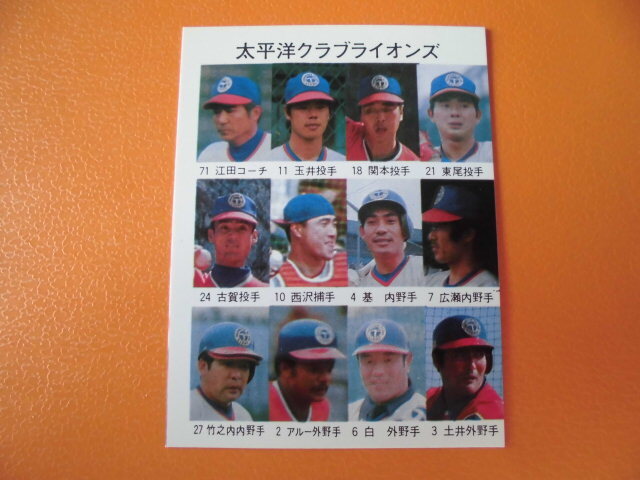 太平洋クラブライオンズ
71 江田コーチ 11 玉井投手 18 関本投手 21 東尾投手
24 古賀投手 10 西沢捕手 4 基 内野手 7 広瀬内野手
27 竹之内内野手 2 アルー外野手 6 白 外野手 3 土井外野手